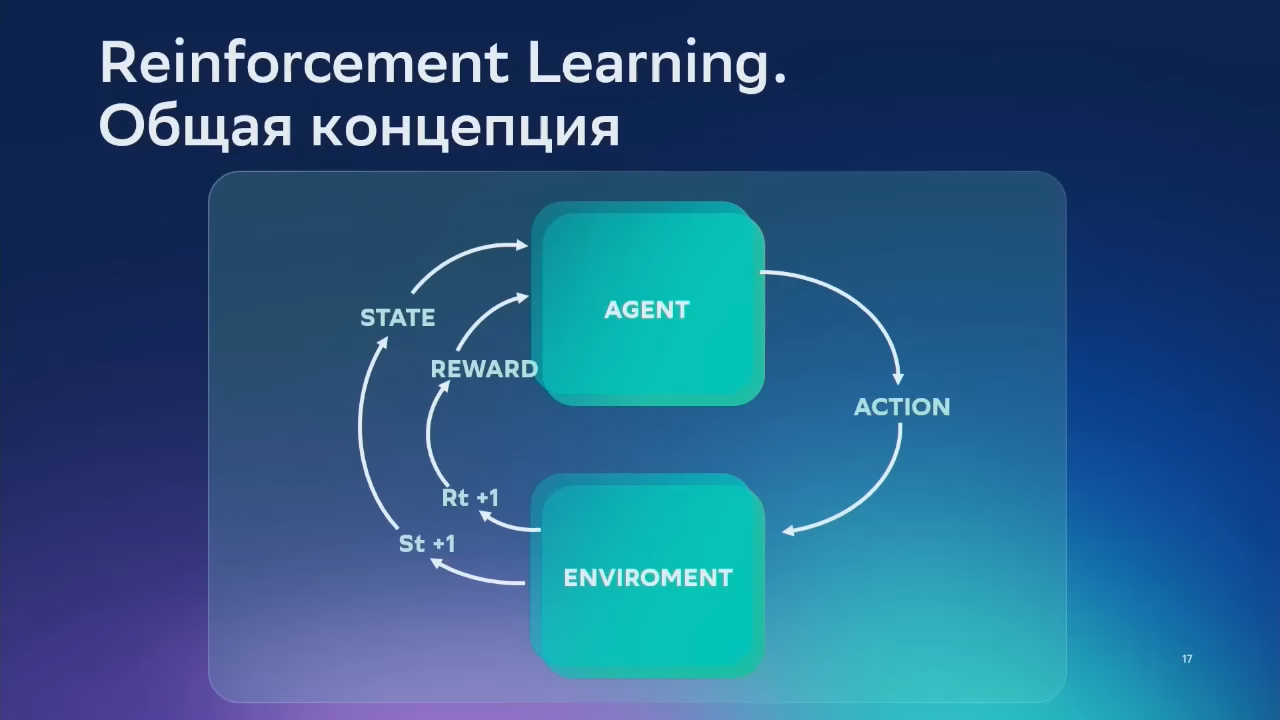 Reinforcement Learning.
Общая концепция
AGENT
STATE
REWARD
ACTION
Rt +1
St +1
ENVIROMENT
17